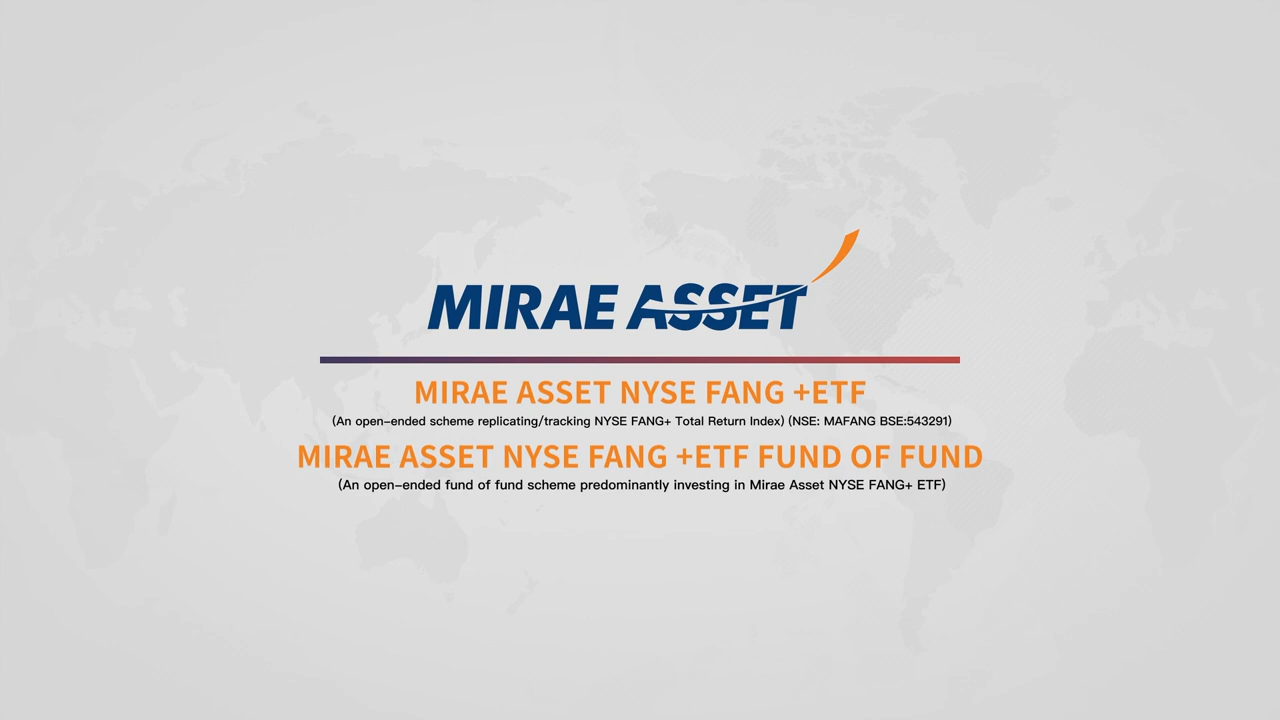 MIRAE ASSET
MIRAE ASSET NYSE FANG +ETF
(An open-ended scheme replicating/tracking NYSE FANG+ Total Return Index) (NSE: MAFANG BSE:543291)
MIRAE ASSET NYSE FANG +ETF FUND OF FUND
(An open-ended fund of fund scheme predominantly investing in Mirae Asset NYSE FANG+ ETF)